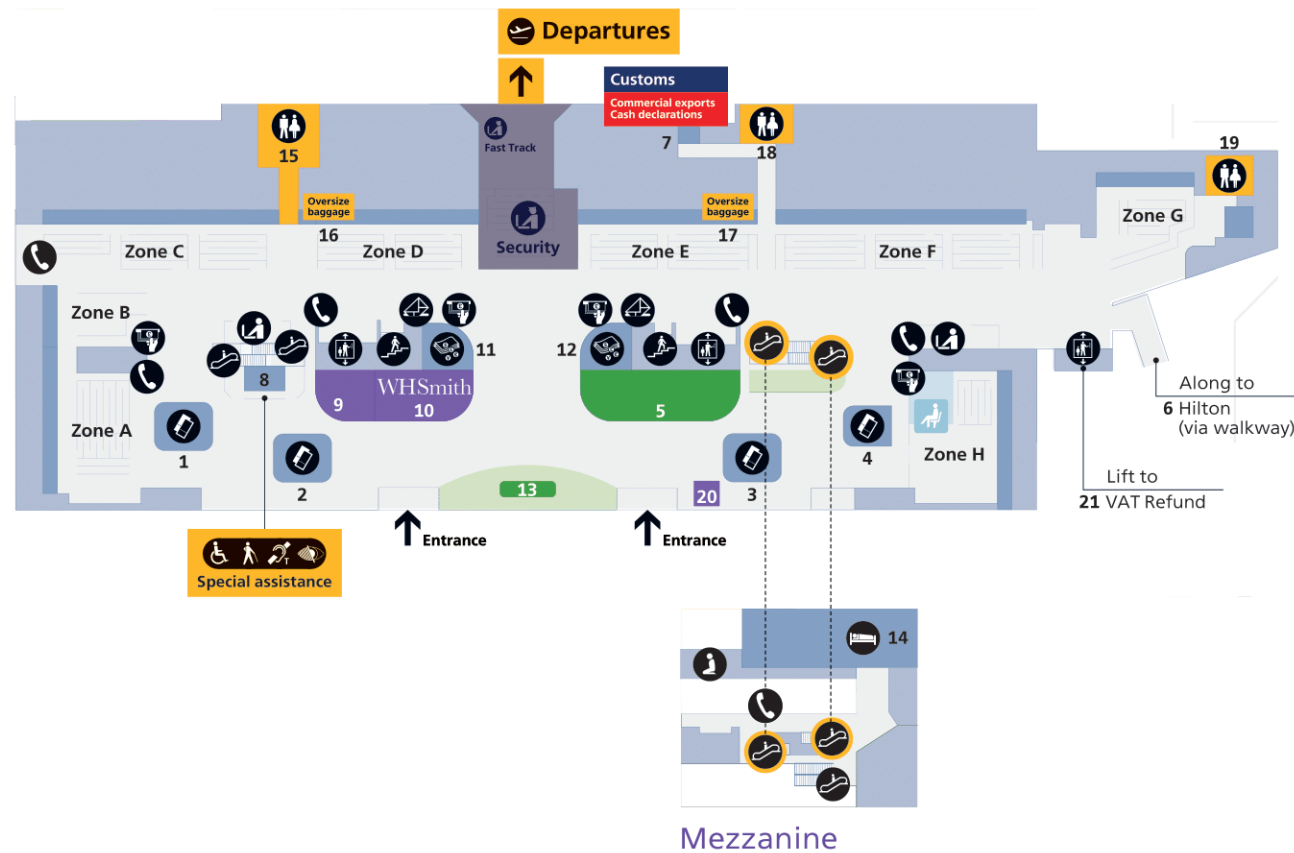 Departures
Customs
Commercial exports
Cash declarations
7
18
15
Fast Track
19
Oversize
baggage
16
Oversize
baggage
17
Security
Zone C
Zone D
Zone E
Zone F
Zone G
Zone B
11
12
8
WHSmith
9
10
5
Zone A
1
2
3
4
Zone H
13
20
Along to
6 Hilton
(via walkway)
Lift to
21 VAT Refund
Entrance
Entrance
Special assistance
14
Mezzanine